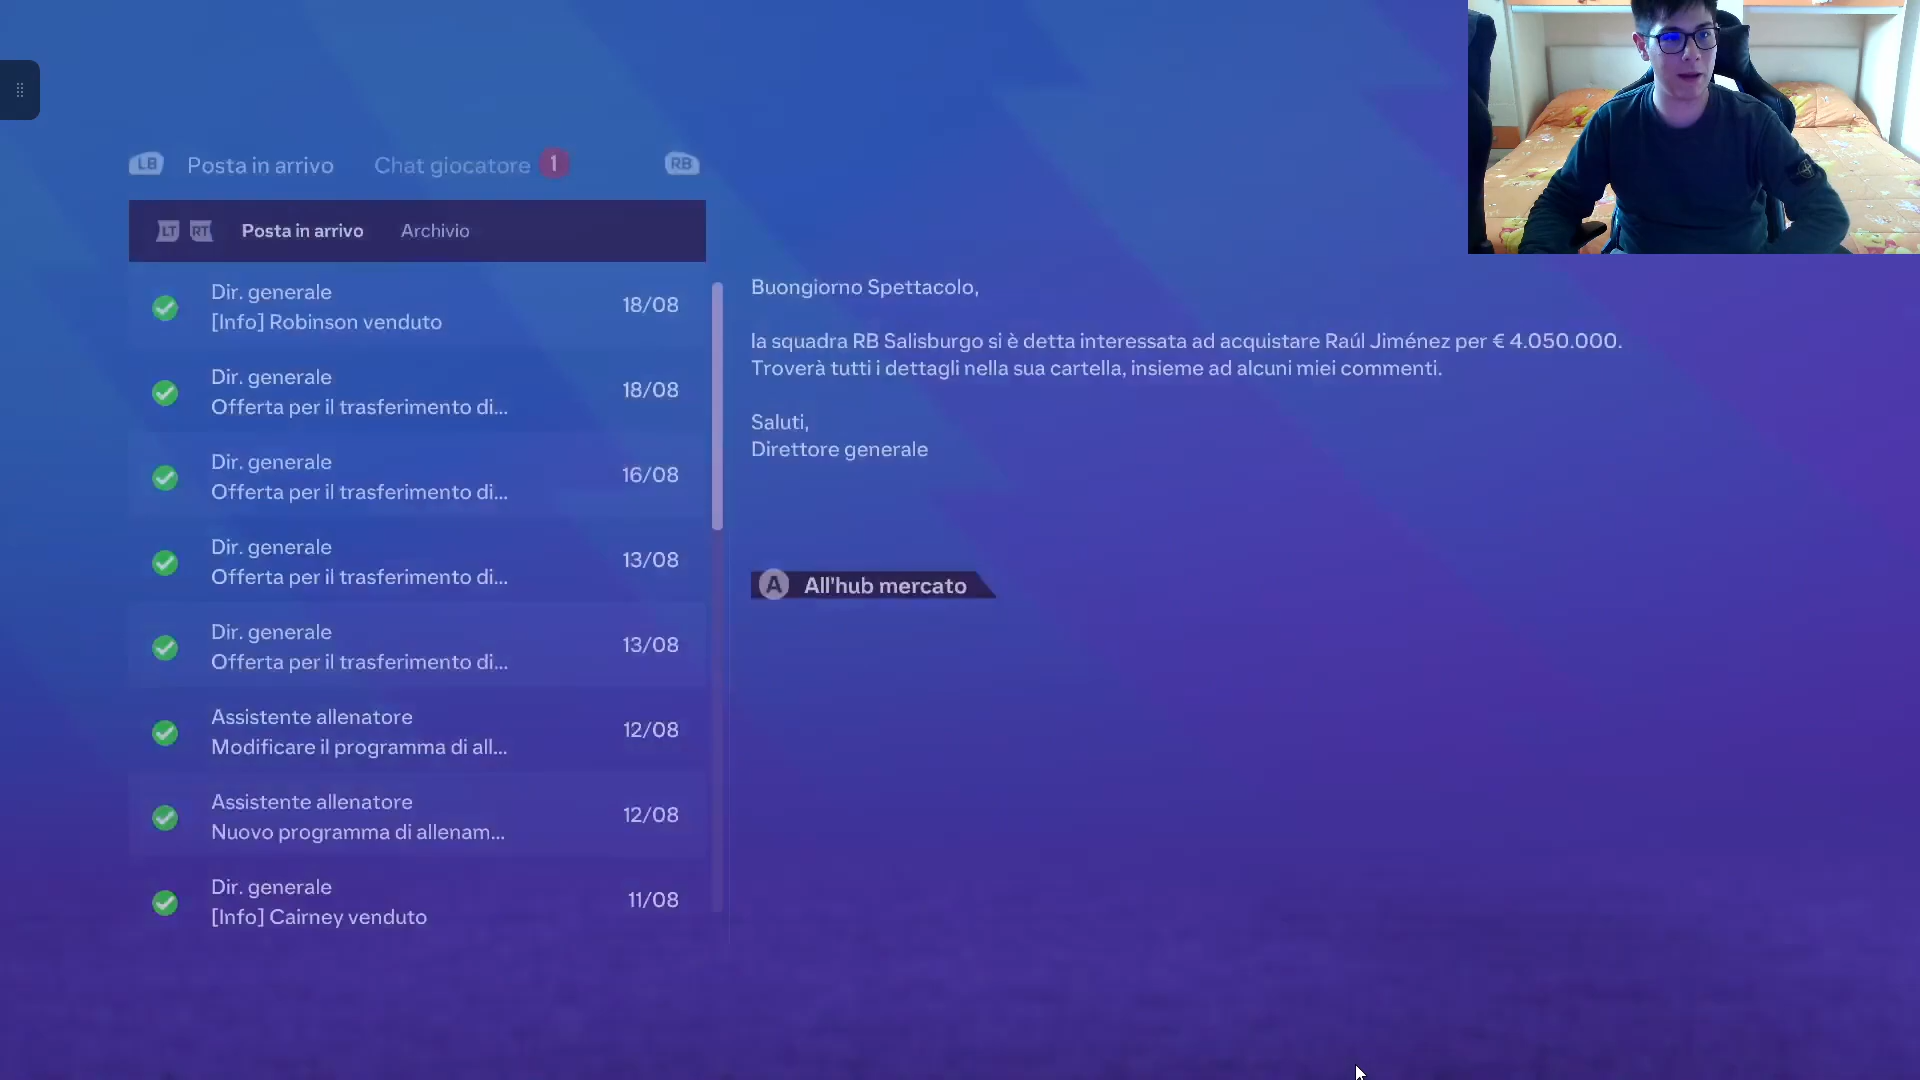 LB Posta in arrivo Chat giocatore 1 RB
LT RT Posta in arrivo Archivio
Dir. generale
[Info] Robinson venduto
18/08
Dir. generale
Offerta per il trasferimento di...
18/08
Dir. generale
Offerta per il trasferimento di...
16/08
Dir. generale
Offerta per il trasferimento di...
13/08
Dir. generale
Offerta per il trasferimento di...
13/08
Assistente allenatore
Modificare il programma di all...
12/08
Assistente allenatore
Nuovo programma di allenam...
12/08
Dir. generale
[Info] Cairney venduto
11/08
Buongiorno Spettacolo,
la squadra RB Salisburgo si è detta interessata ad acquistare Raúl Jiménez per € 4.050.000.
Troverà tutti i dettagli nella sua cartella, insieme ad alcuni miei commenti.
Saluti,
Direttore generale
A All'hub mercato